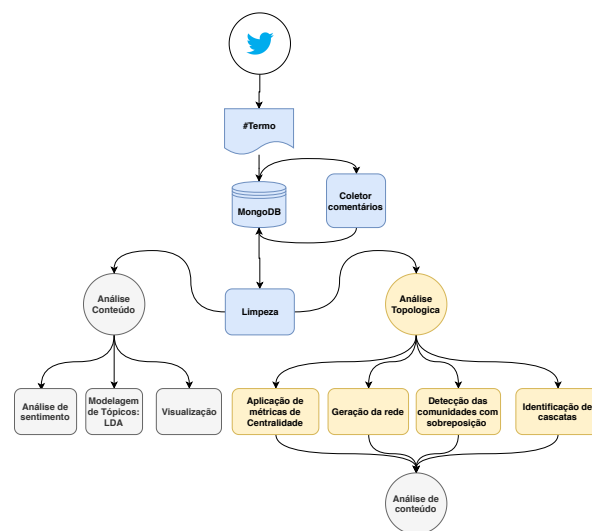 #Termo
MongoDB
Coletor
comentários
Análise
Conteúdo
Limpeza
Análise
Topologica
Análise de
sentimento
Modelagem
de Tópicos:
LDA
Visualização
Aplicação de
métricas de
Centralidade
Geração da rede
Detecção das
comunidades com
sobreposição
Identificação de
cascatas
Análise de
conteúdo